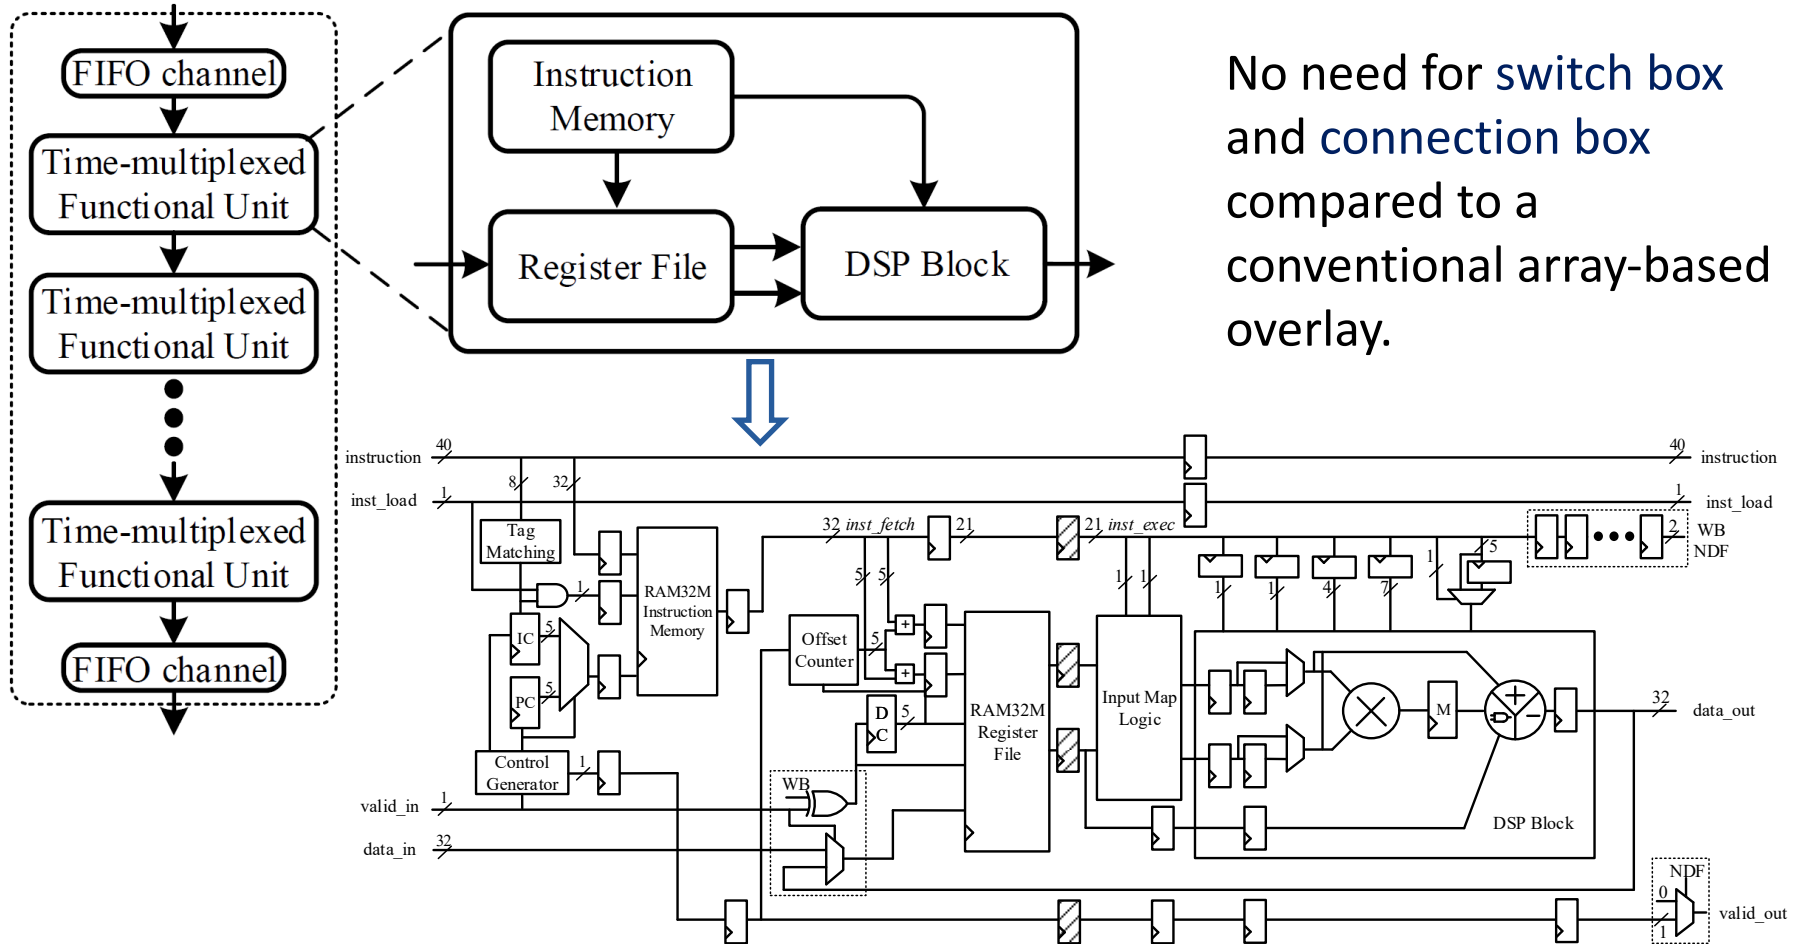 FIFO channel
Time-multiplexed
Functional Unit
Time-multiplexed
Functional Unit
Time-multiplexed
Functional Unit
FIFO channel
Instruction
Memory
Register File
DSP Block
No need for switch box
and connection box
compared to a
conventional array-based
overlay.
instruction
40
40
instruction
8
32
inst_load
1
1
inst_load
Tag
Matching
32 inst_fetch
21
21 inst_exec
2
WB
NDF
1
RAM32M
Instruction
Memory
5
5
1
1
1
1
4
7
1
5
IC
5
PC
5
Offset
Counter
5
+
+
D
C
5
RAM32M
Register
File
Input Map
Logic
M
+
−
32
data_out
Control
Generator
1
WB
valid_in
1
data_in
32
DSP Block
NDF
0
1
valid_out